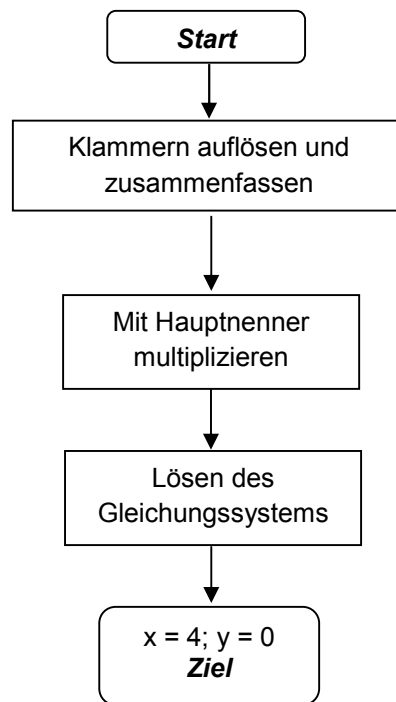 Start
Klammern auflösen und
zusammenfassen
Mit Hauptnenner
multiplizieren
Lösen des
Gleichungssystems
x = 4; y = 0
Ziel